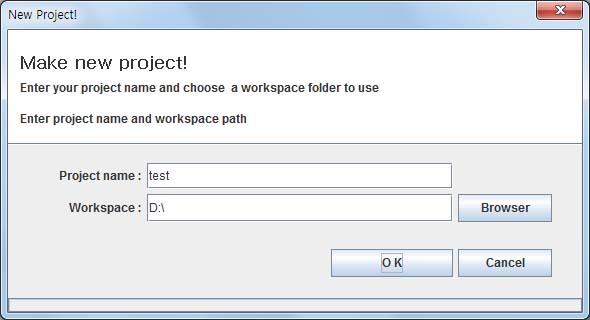 New Project!
Make new project!
Enter your project name and choose a workspace folder to use
Enter project name and workspace path
Project name : test
Workspace : D:\ Browser
O K Cancel